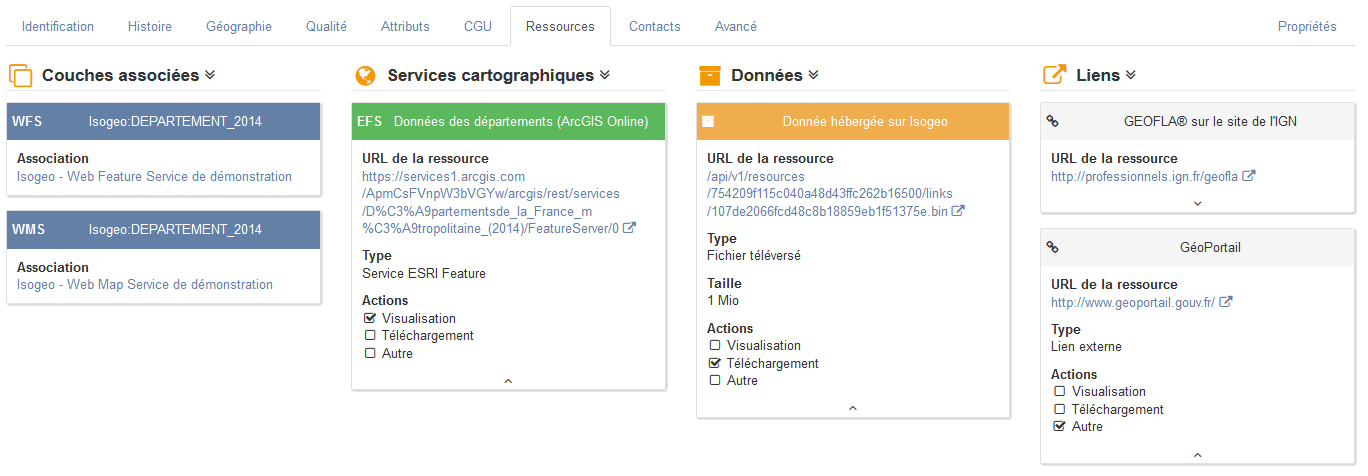 Identification
Histoire
Géographie
Qualité
Attributs
CGU
Ressources
Contacts
Avancé
Propriétés
Couches associées
WFS Isogeo:DEPARTEMENT_2014
Association
Isogeo - Web Feature Service de démonstration
WMS Isogeo:DEPARTEMENT_2014
Association
Isogeo - Web Map Service de démonstration
Services cartographiques
EFS Données des départements (ArcGIS Online)
URL de la ressource
https://services1.arcgis.com
/ApmCsFVnpW3bVGYw/arcgis/rest/services
/D%C3%A9partementsde_la_France_m
%C3%A9tropolitaine_(2014)/FeatureServer/0
Type
Service ESRI Feature
Actions
Visualisation
Téléchargement
Autre
Données
Donnée hébergée sur Isogeo
URL de la ressource
/api/v1/resources
/754209f115c040a48d43ffc262b16500/links
/107de2066fcd48c8b18859eb1f51375e.bin
Type
Fichier téléversé
Taille
1 Mio
Actions
Visualisation
Téléchargement
Autre
Liens
GEOFLA® sur le site de l'IGN
URL de la ressource
http://professionnels.ign.fr/geofla
GéoPortail
URL de la ressource
http://www.geoportail.gouv.fr/
Type
Lien externe
Actions
Visualisation
Téléchargement
Autre